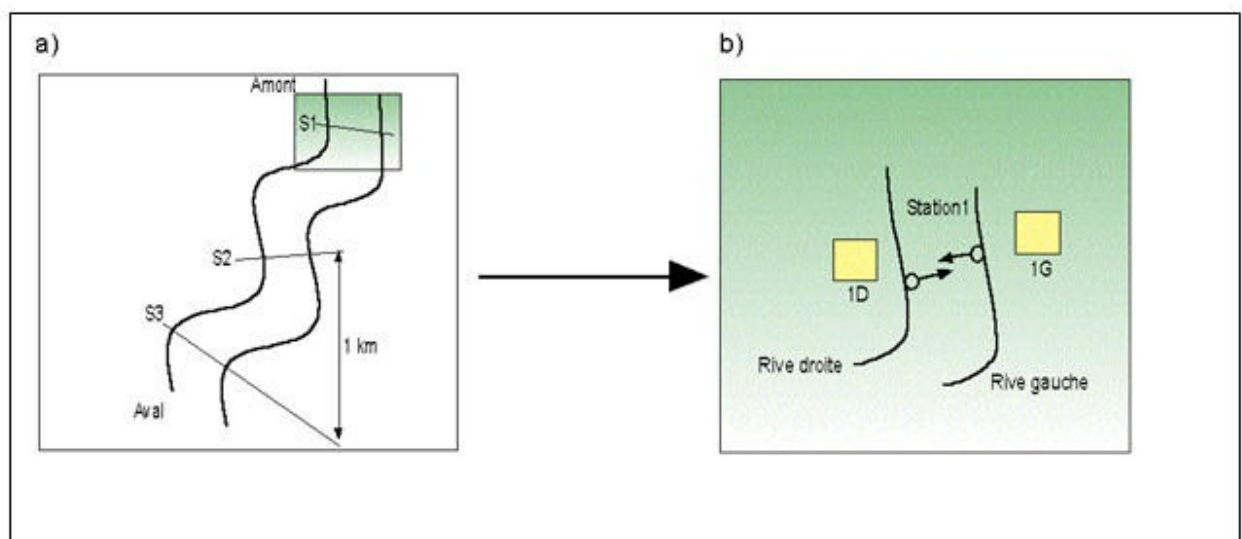 a)
Amont
S1
S2
S3
1 km
Aval
b)
Station1
1D
1G
Rive droite
Rive gauche